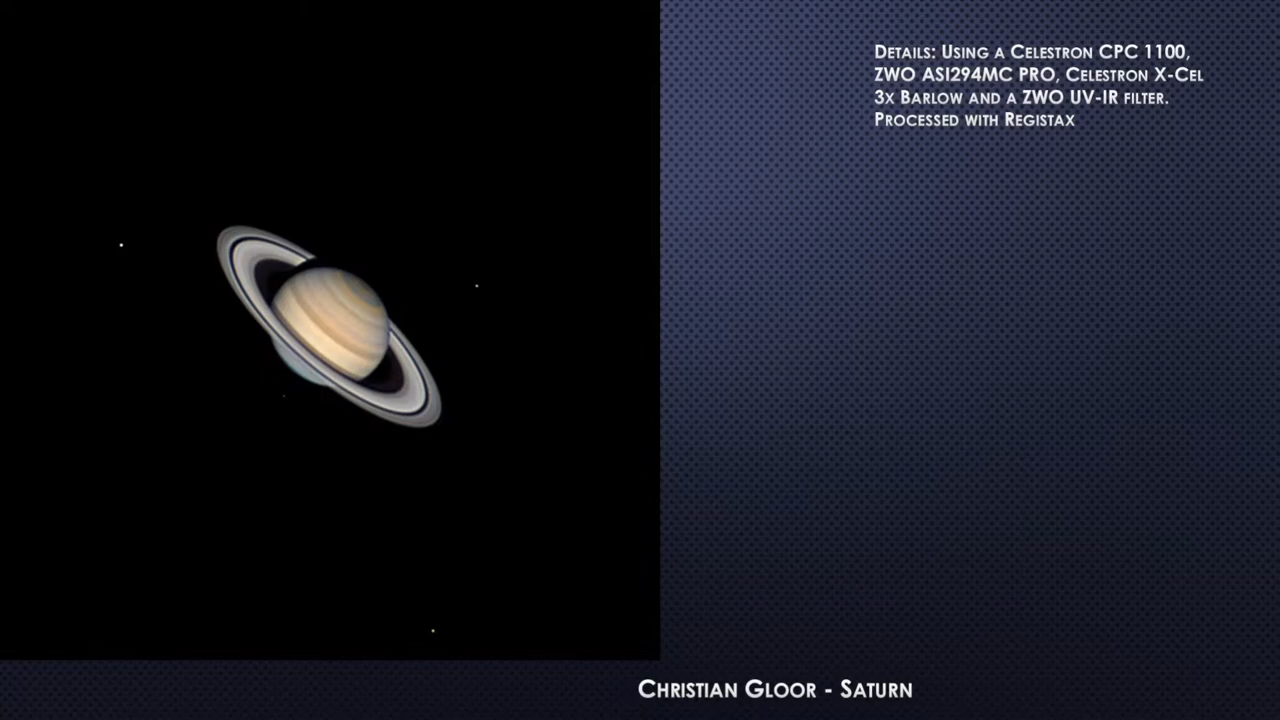 Details: Using a Celestron CPC 1100,
ZWO ASI294MC PRO, Celestron X-Cel
3x Barlow and a ZWO UV-IR filter.
Processed with Registax
Christian Gloor - Saturn